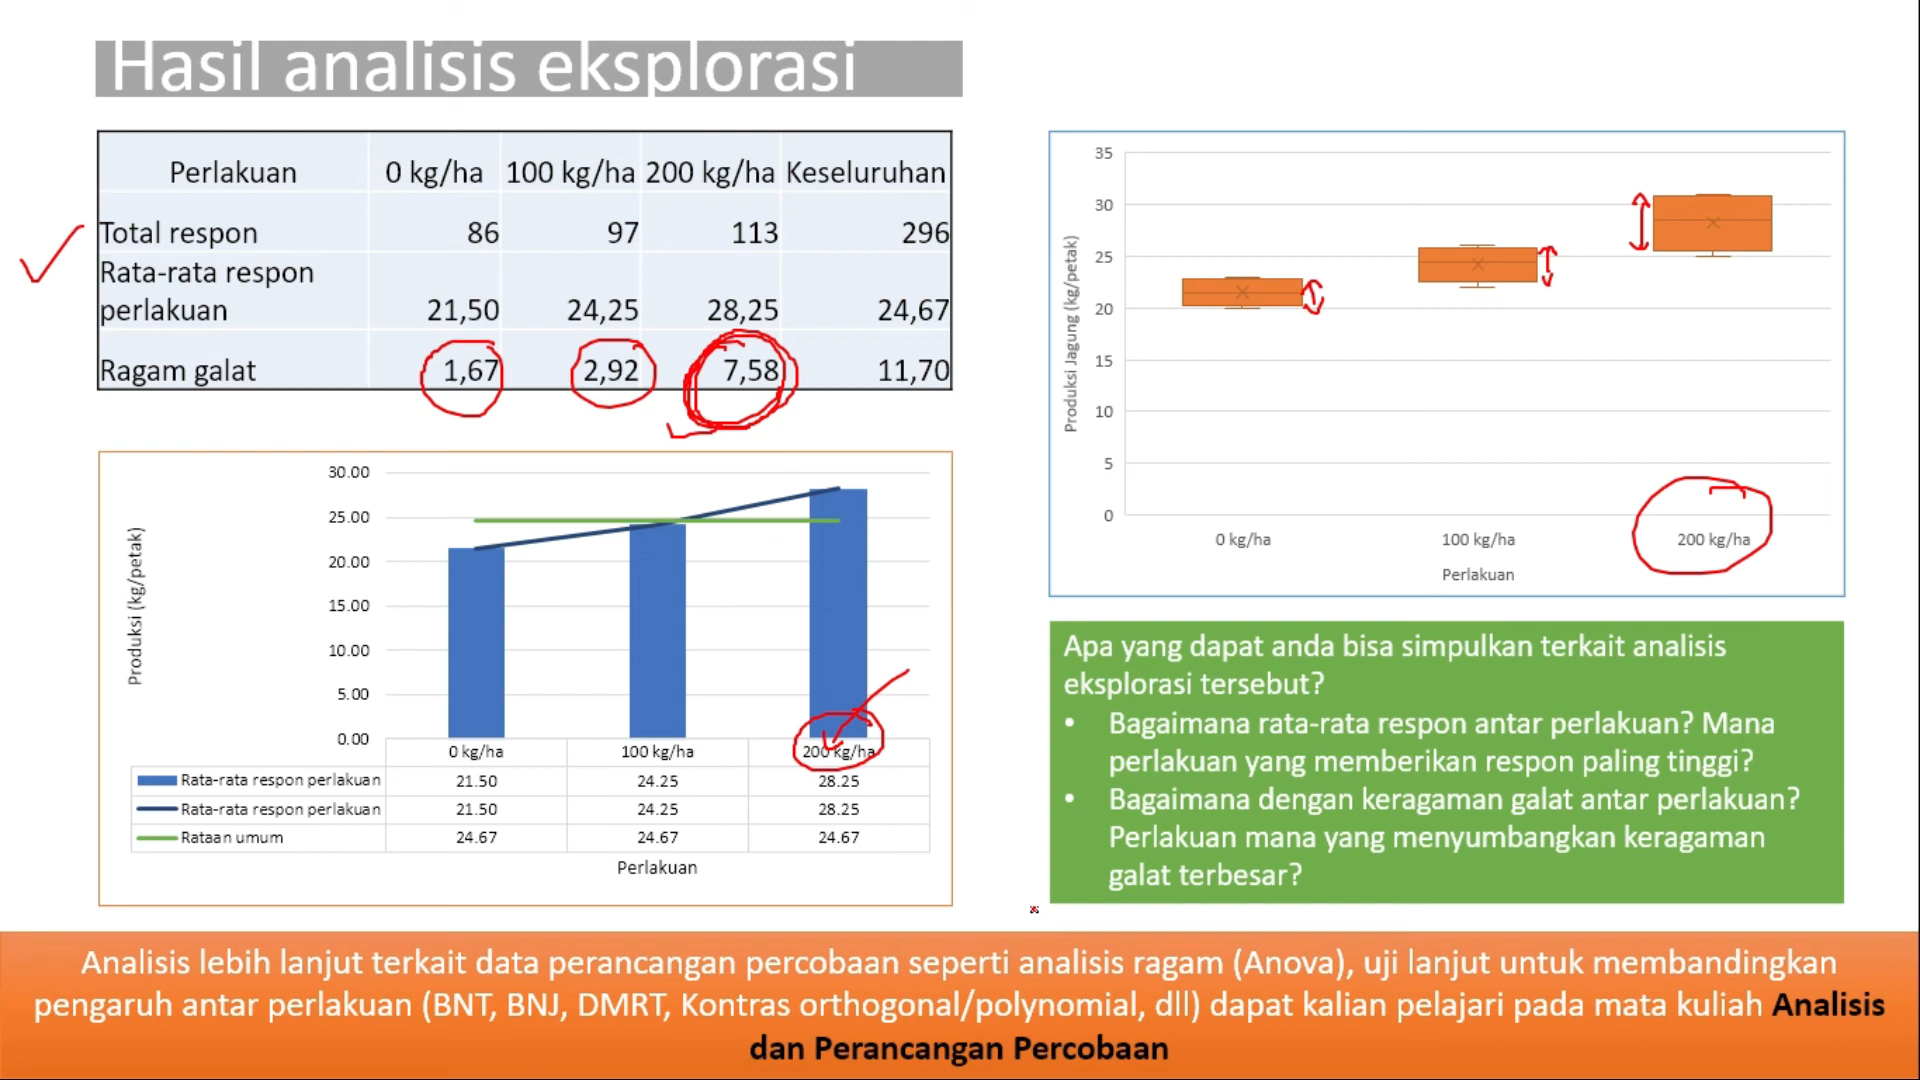 Hasil analisis eksplorasi
Perlakuan 0 kg/ha 100 kg/ha 200 kg/ha Keseluruhan
Total respon 86 97 113 296
Rata-rata respon
perlakuan 21,50 24,25 28,25 24,67
Ragam galat 1,67 2,92 7,58 11,70
Produksi (kg/petak)
30.00
25.00
20.00
15.00
10.00
5.00
0.00
0 kg/ha 100 kg/ha 200 kg/ha
Rata-rata respon perlakuan 21.50 24.25 28.25
Rata-rata respon perlakuan 21.50 24.25 28.25
Rataan umum 24.67 24.67 24.67
Perlakuan
Produksi Jagung (kg/petak)
35
30
25
20
15
10
5
0
0 kg/ha 100 kg/ha 200 kg/ha
Perlakuan
Apa yang dapat anda bisa simpulkan terkait analisis
eksplorasi tersebut?
• Bagaimana rata-rata respon antar perlakuan? Mana
perlakuan yang memberikan respon paling tinggi?
• Bagaimana dengan keragaman galat antar perlakuan?
Perlakuan mana yang menyumbangkan keragaman
galat terbesar?
Analisis lebih lanjut terkait data perancangan percobaan seperti analisis ragam (Anova), uji lanjut untuk membandingkan
pengaruh antar perlakuan (BNT, BNJ, DMRT, Kontras orthogonal/polynomial, dll) dapat kalian pelajari pada mata kuliah Analisis
dan Perancangan Percobaan